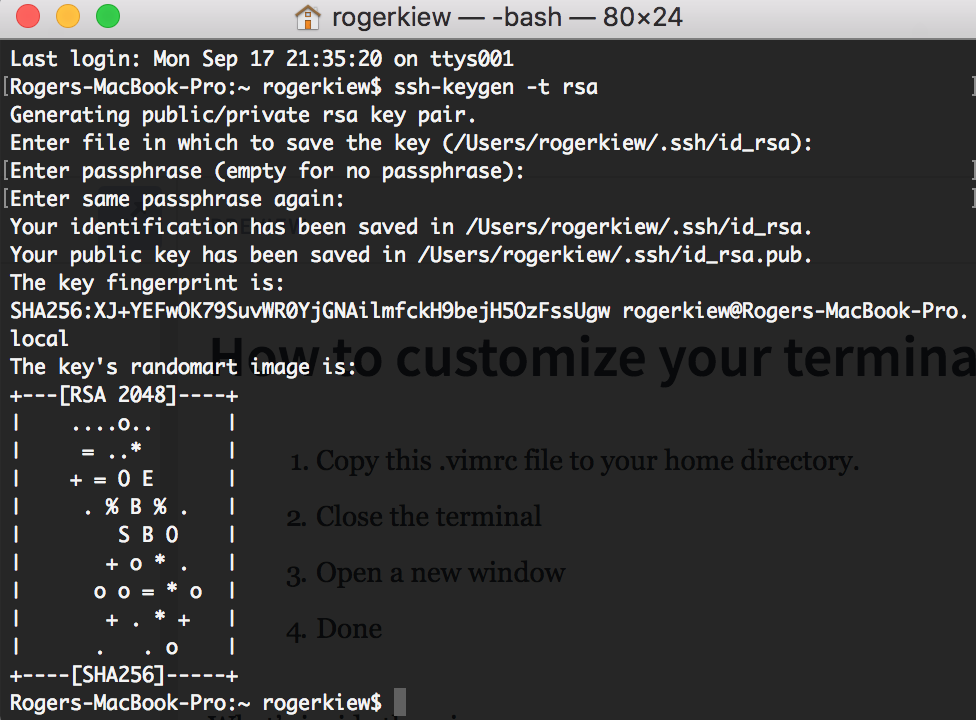 rogerkiew — -bash — 80×24
Last login: Mon Sep 17 21:35:20 on ttys001
[Rogers-MacBook-Pro:~ rogerkiew$ ssh-keygen -t rsa ]
Generating public/private rsa key pair.
Enter file in which to save the key (/Users/rogerkiew/.ssh/id_rsa):
[Enter passphrase (empty for no passphrase): ]
[Enter same passphrase again: ]
Your identification has been saved in /Users/rogerkiew/.ssh/id_rsa.
Your public key has been saved in /Users/rogerkiew/.ssh/id_rsa.pub.
The key fingerprint is:
SHA256:XJ+YEFwOK79SuvWR0YjGNAilmfckH9bejH5OzFssUgw rogerkiew@Rogers-MacBook-Pro.
local
The key's randomart image is:
+---[RSA 2048]----+
|    ....o..      |
|     = ..*       |
|    + = O E      |
|     . % B % .   |
|        S B O    |
|       + o * .   |
|      o o = * o  |
|       + . * +   |
|      .   . o    |
+----[SHA256]-----+
Rogers-MacBook-Pro:~ rogerkiew$
How to customize your termina
1. Copy this .vimrc file to your home directory.
2. Close the terminal
3. Open a new window
4. Done